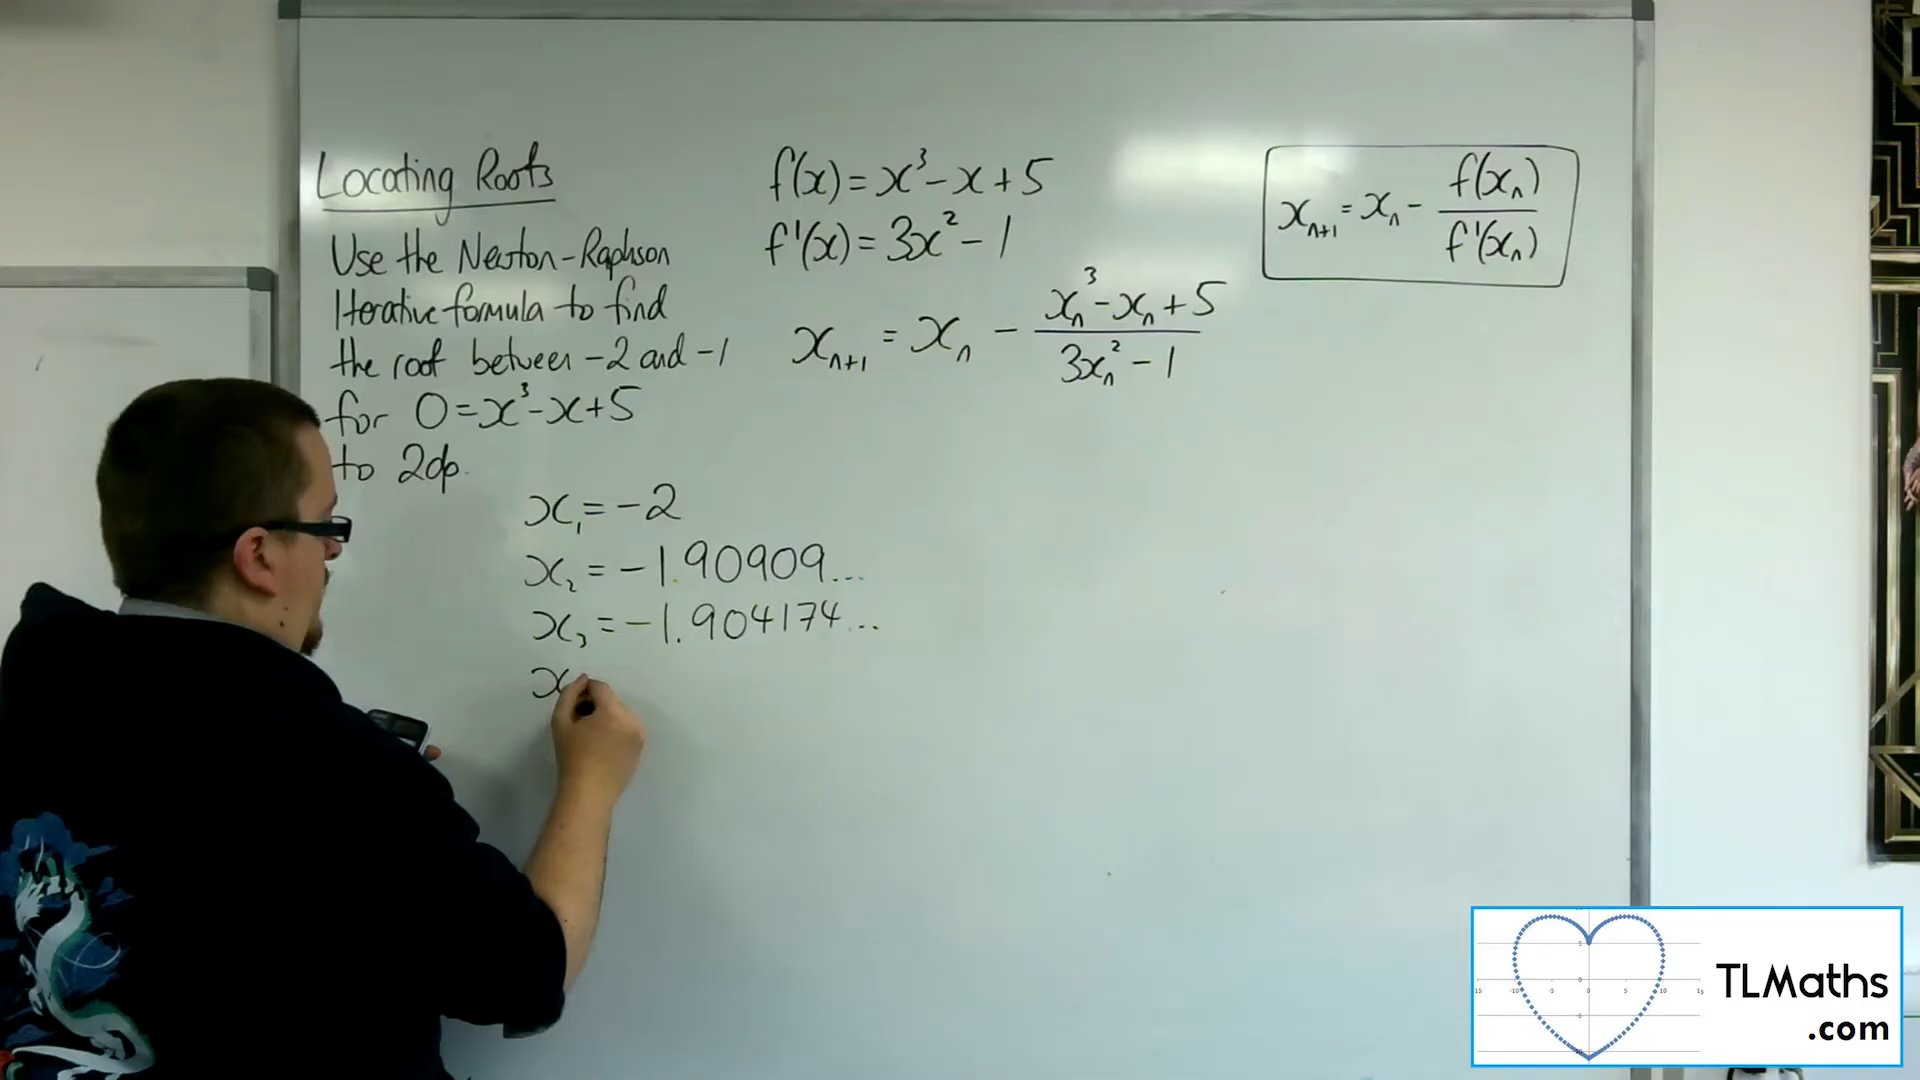 Locating Roots
Use the Newton-Raphson
Iterative formula to find
the root between -2 and -1
for 0=x³-x+5
to 2dp.
f(x)=x³-x+5
f'(x)=3x²-1
xₙ₊₁ = xₙ - (xₙ³-xₙ+5)/(3xₙ²-1)
xₙ₊₁ = xₙ - f(xₙ)/f'(xₙ)
x₁=-2
x₂=-1.90909...
x₃=-1.904174...
x
TLMaths
.com